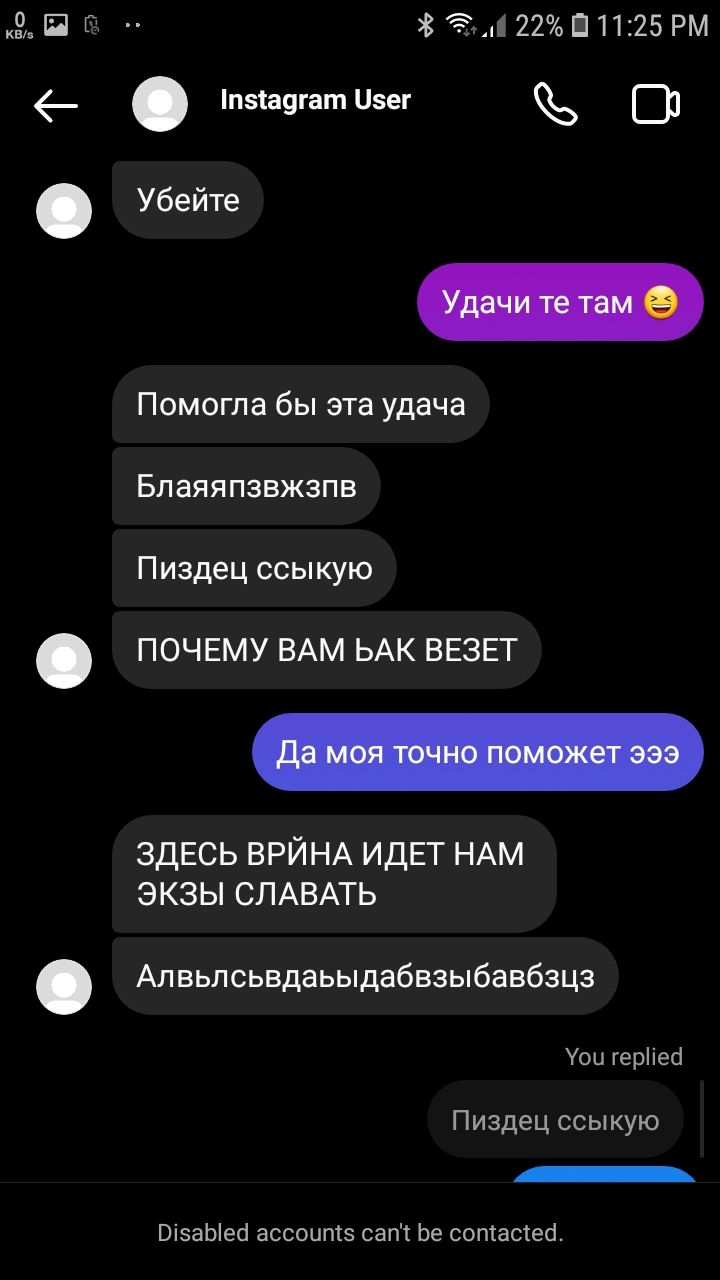 0
KB/s
22% 11:25 PM
Instagram User
Убейте
Удачи те там 😆
Помогла бы эта удача
Блаяяпзвжзпв
Пиздец ссыкую
ПОЧЕМУ ВАМ ЬАК ВЕЗЕТ
Да моя точно поможет эээ
ЗДЕСЬ ВРЙНА ИДЕТ НАМ
ЭКЗЫ СЛАВАТЬ
Алвьлсьвдаьыдабвзыбавбзцз
You replied
Пиздец ссыкую
Disabled accounts can't be contacted.